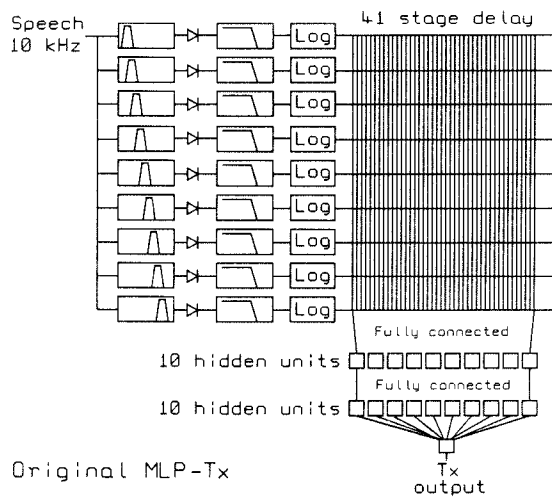 Speech
10 kHz
41 stage delay
Log
Log
Log
Log
Log
Log
Log
Log
Log
Fully connected
10 hidden units
Fully connected
10 hidden units
Original MLP-Tx
Tx
output